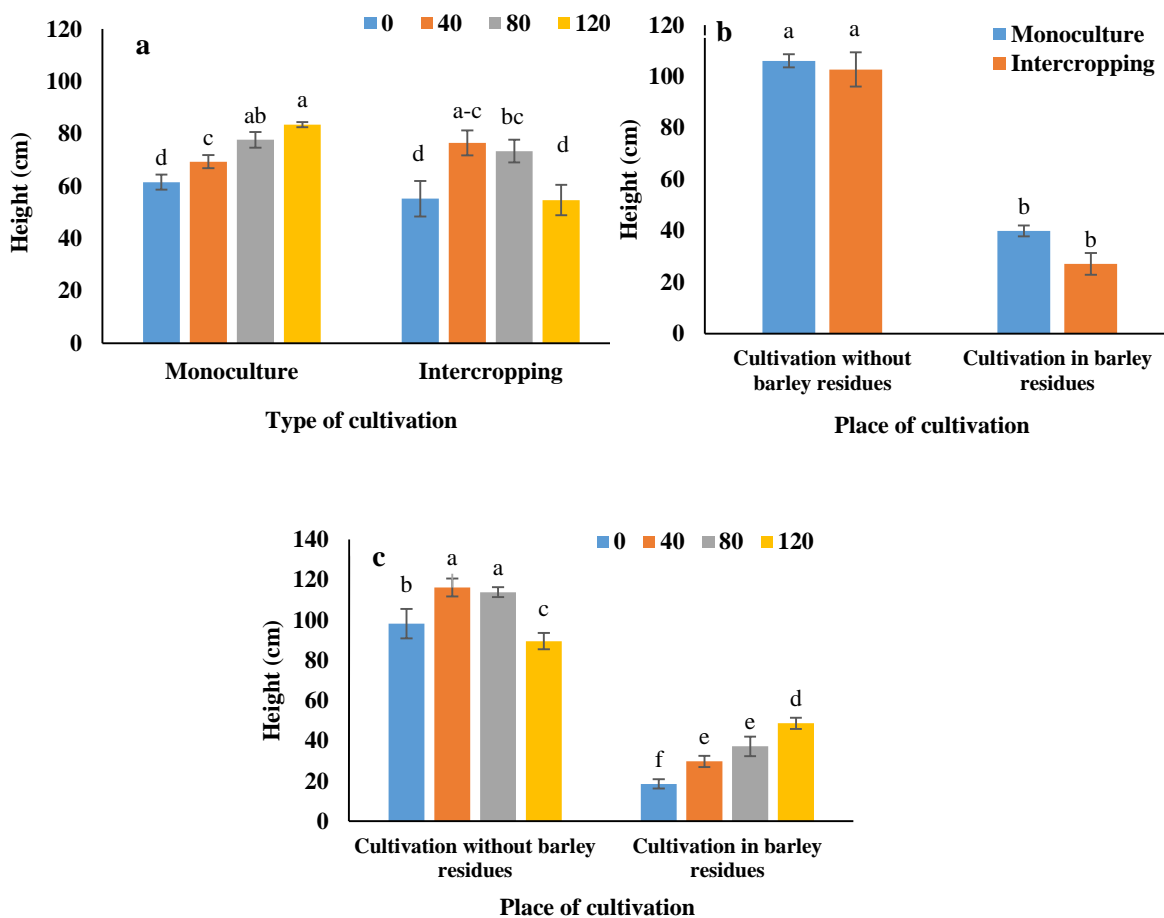 a
0 40 80 120
120
100
80
60
40
20
0
Height (cm)
d c ab a
d a-c bc d
Monoculture Intercropping
Type of cultivation
b
Monoculture
Intercropping
120
100
80
60
40
20
0
Height (cm)
a a
b b
Cultivation without
barley residues
Cultivation in barley
residues
Place of cultivation
c
0 40 80 120
140
120
100
80
60
40
20
0
Height (cm)
b a a c
f e e d
Cultivation without barley
residues
Cultivation in barley
residues
Place of cultivation